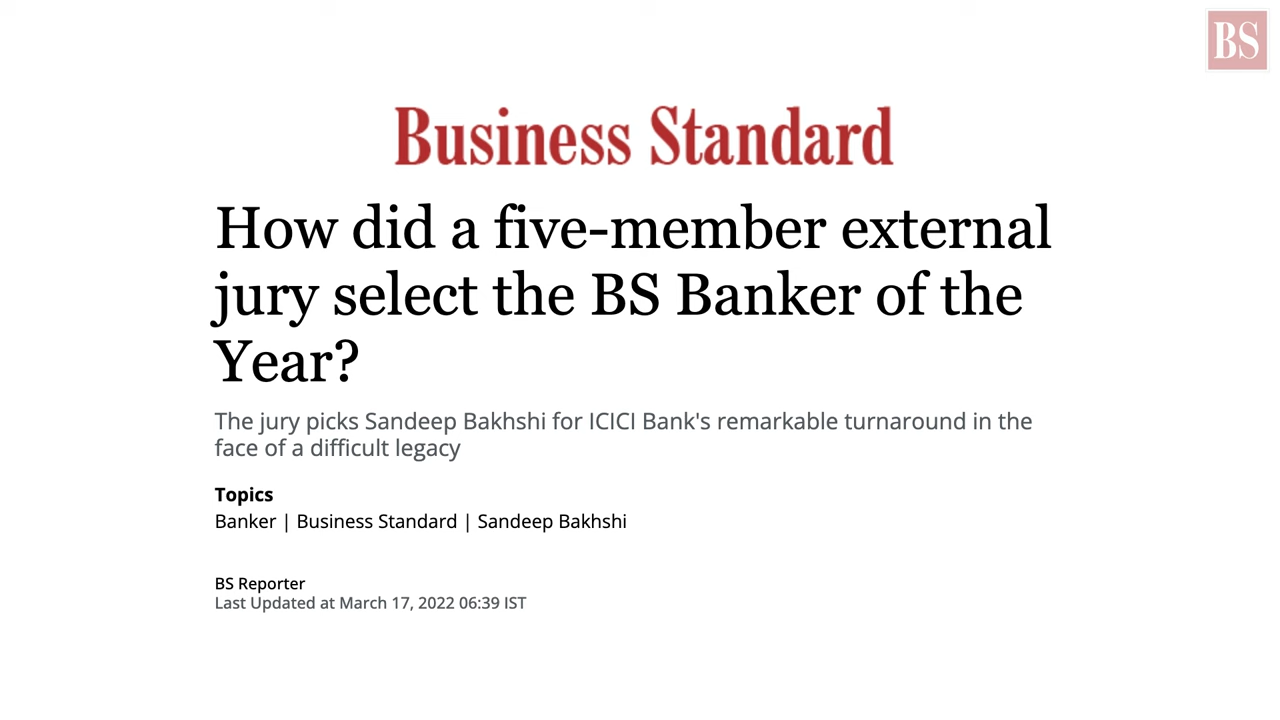 BS
Business Standard
How did a five-member external
jury select the BS Banker of the
Year?
The jury picks Sandeep Bakhshi for ICICI Bank's remarkable turnaround in the
face of a difficult legacy
Topics
Banker | Business Standard | Sandeep Bakhshi
BS Reporter
Last Updated at March 17, 2022 06:39 IST